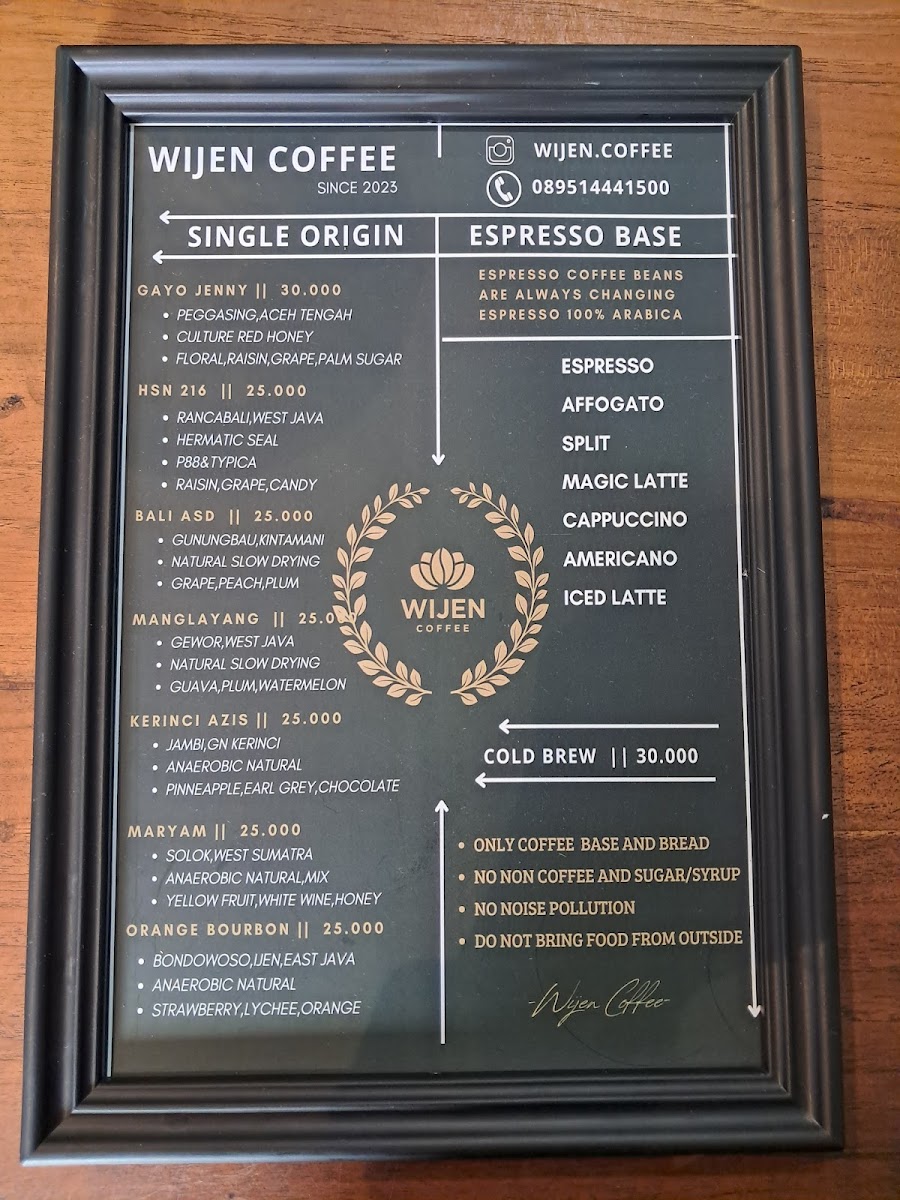 WIJEN COFFEE
SINCE 2023
WIJEN.COFFEE
089514441500
SINGLE ORIGIN
GAYO JENNY || 30.000
• PEGGASING,ACEH TENGAH
• CULTURE RED HONEY
• FLORAL,RAISIN,GRAPE,PALM SUGAR
HSN 216 || 25.000
• RANCABALI,WEST JAVA
• HERMATIC SEAL
• P88&TYPICA
• RAISIN,GRAPE,CANDY
BALI ASD || 25.000
• GUNUNGBAU,KINTAMANI
• NATURAL SLOW DRYING
• GRAPE,PEACH,PLUM
MANGLAYANG || 25.0
• GEWOR,WEST JAVA
• NATURAL SLOW DRYING
• GUAVA,PLUM,WATERMELON
KERINCI AZIS || 25.000
• JAMBI,GN KERINCI
• ANAEROBIC NATURAL
• PINNEAPPLE,EARL GREY,CHOCOLATE
MARYAM || 25.000
• SOLOK,WEST SUMATRA
• ANAEROBIC NATURAL,MIX
• YELLOW FRUIT,WHITE WINE,HONEY
ORANGE BOURBON || 25.000
• BONDOWOSO,IJEN,EAST JAVA
• ANAEROBIC NATURAL
• STRAWBERRY,LYCHEE,ORANGE
WIJEN
COFFEE
ESPRESSO BASE
ESPRESSO COFFEE BEANS
ARE ALWAYS CHANGING
ESPRESSO 100% ARABICA
ESPRESSO
AFFOGATO
SPLIT
MAGIC LATTE
CAPPUCCINO
AMERICANO
ICED LATTE
COLD BREW || 30.000
• ONLY COFFEE BASE AND BREAD
• NO NON COFFEE AND SUGAR/SYRUP
• NO NOISE POLLUTION
• DO NOT BRING FOOD FROM OUTSIDE
-Wijen Coffee-